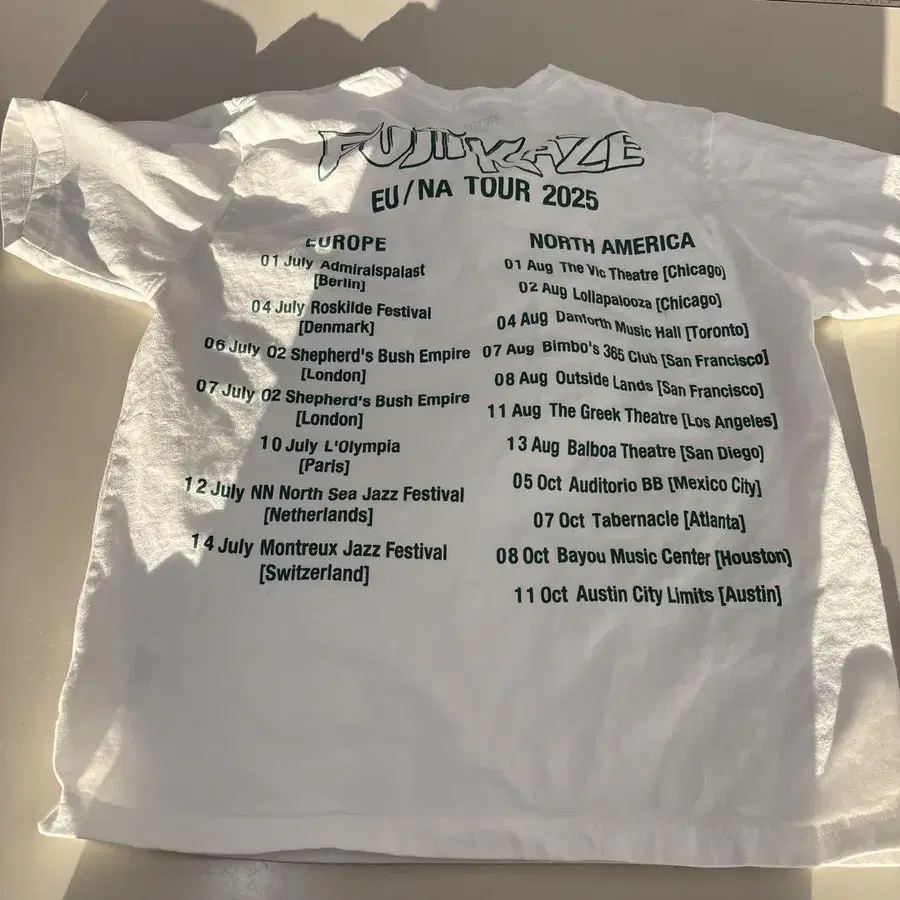 FUJII KAZE
EU/NA TOUR 2025
EUROPE
01 July Admiralspalast
[Berlin]
04 July Roskilde Festival
[Denmark]
06 July 02 Shepherd's Bush Empire
[London]
07 July 02 Shepherd's Bush Empire
[London]
10 July L'Olympia
[Paris]
12 July NN North Sea Jazz Festival
[Netherlands]
14 July Montreux Jazz Festival
[Switzerland]
NORTH AMERICA
01 Aug The Vic Theatre [Chicago]
02 Aug Lollapalooza [Chicago]
04 Aug Danforth Music Hall [Toronto]
07 Aug Bimbo's 365 Club [San Francisco]
08 Aug Outside Lands [San Francisco]
11 Aug The Greek Theatre [Los Angeles]
13 Aug Balboa Theatre [San Diego]
05 Oct Auditorio BB [Mexico City]
07 Oct Tabernacle [Atlanta]
08 Oct Bayou Music Center [Houston]
11 Oct Austin City Limits [Austin]